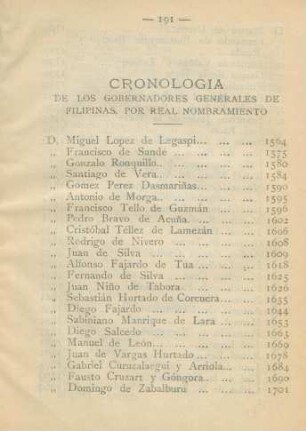 — 191 —
CRONOLOGIA
DE LOS GOBERNADORES GENERALES DE
FILIPINAS, POR REAL NOMBRAMIENTO
D. Miguel Lopez de Legaspi... ... ... 1564
„ Francisco de Sande ... ... ... 1575
„ Gonzalo Ronquillo... ... ... ... 1580
„ Santiago de Vera... ... ... ... 1584
„ Gómez Perez Dasmariñas... ... ... 1590
„ Antonio de Morga... ... ... ... 1595
„ Francisco Tello de Guzmán ... ... 1596
„ Pedro Bravo de Acuña... ... ... 1602
„ Cristóbal Téllez de Lamezán ... ... 1606
„ Rodrigo de Nivero ... ... ... 1608
„ Juan de Silva ... ... ... ... 1609
„ Alfonso Fajardo de Tua ... ... ... 1618
„ Fernando de Silva ... ... ... 1625
„ Juan Niño de Tabora ... ... ... 1626
„ Sebastián Hurtado de Corcuera... ... 1635
„ Diego Fajardo ... ... ... ... 1644
„ Sabiniano Manrique de Lara ... ... 1653
„ Diego Salcedo ... ... ... ... 1663
„ Manuel de León... ... ... ... 1669
„ Juan de Vargas Hurtado ... ... ... 1678
„ Gabriel Curuzalaegui y Arriola... ... 1684
„ Fausto Cruzart y Góngora ... ... 1690
„ Domingo de Zabalburu ... ... ... 1701